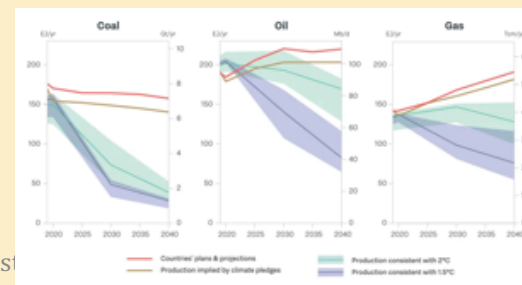 Coal
Oil
Gas
EJ/yr
Gt/yr
EJ/yr
Mb/d
EJ/yr
Tcm/yr
200
150
100
50
0
10
8
6
4
2
0
2020 2025 2030 2035 2040
200
150
100
50
0
100
80
60
40
20
0
2020 2025 2030 2035 2040
200
150
100
50
0
2020 2025 2030 2035 2040
st
Countries' plans & projections
Production implied by climate pledges
Production consistent with 2°C
Production consistent with 1.5°C